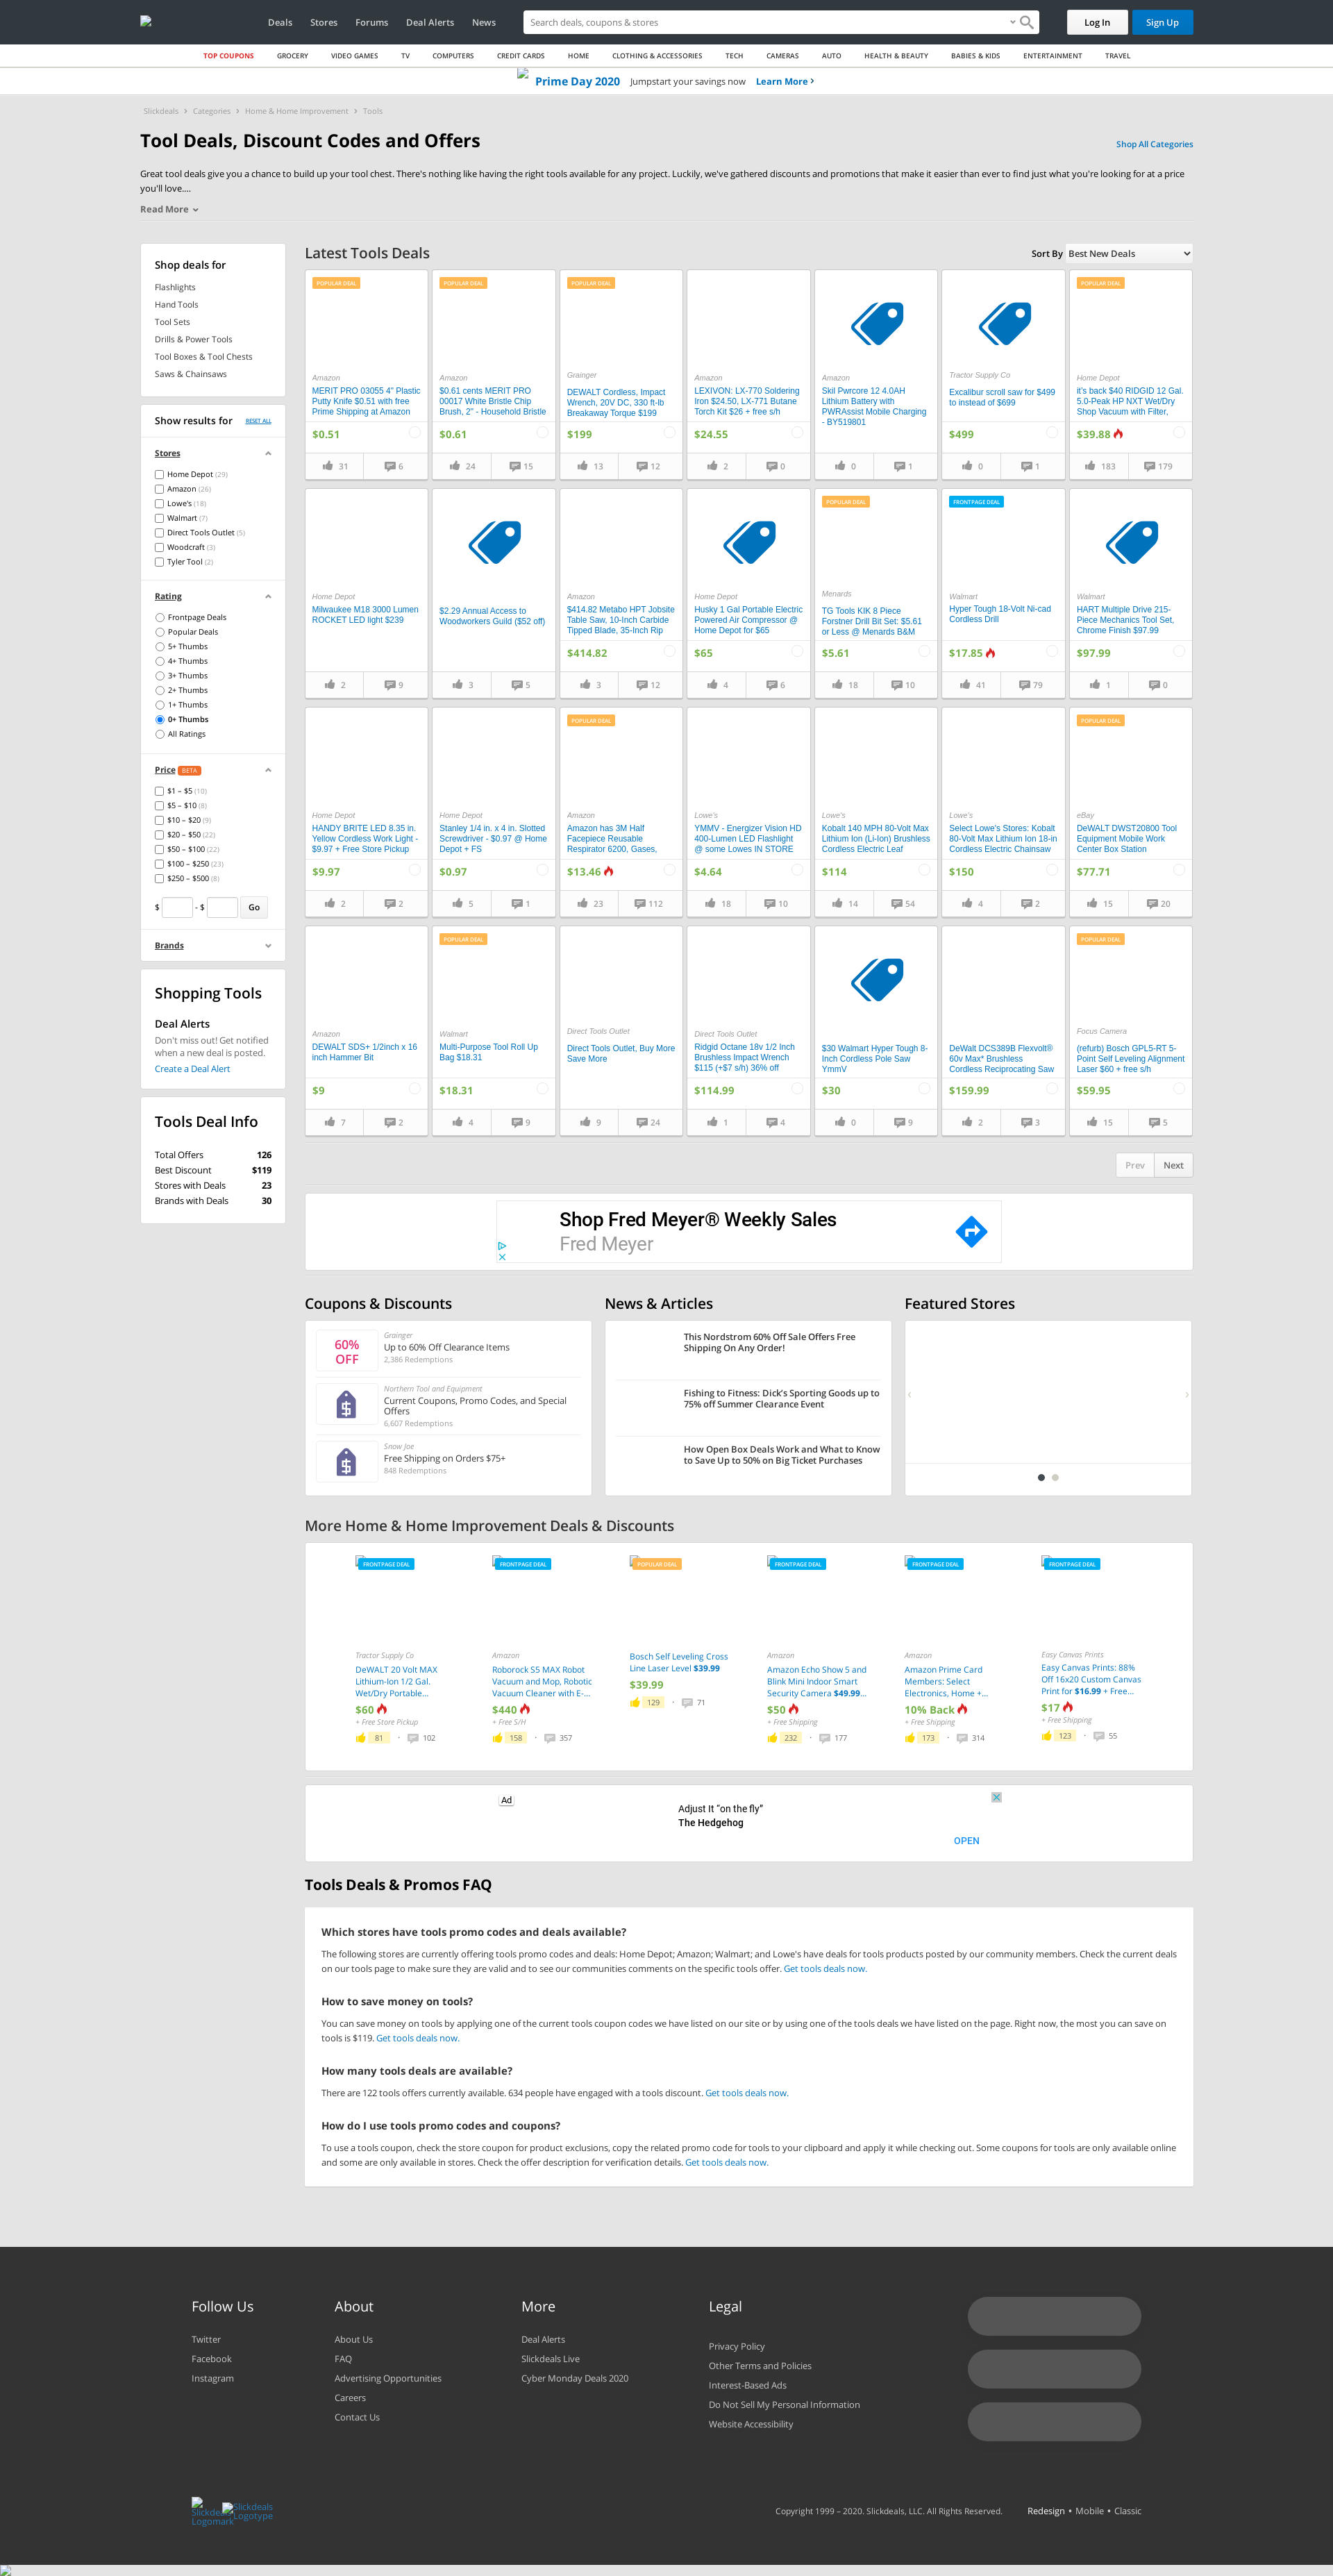 Deals
Stores
Forums
Deal Alerts
News
Search deals, coupons & stores
Log In
Sign Up
TOP COUPONS
GROCERY
VIDEO GAMES
TV
COMPUTERS
CREDIT CARDS
HOME
CLOTHING & ACCESSORIES
TECH
CAMERAS
AUTO
HEALTH & BEAUTY
BABIES & KIDS
ENTERTAINMENT
TRAVEL
Prime Day 2020 Jumpstart your savings now Learn More
Slickdeals > Categories > Home & Home Improvement > Tools
Tool Deals, Discount Codes and Offers
Shop All Categories
Great tool deals give you a chance to build up your tool chest. There's nothing like having the right tools available for any project. Luckily, we've gathered discounts and promotions that make it easier than ever to find just what you're looking for at a price
you'll love....
Read More
Shop deals for
Flashlights
Hand Tools
Tool Sets
Drills & Power Tools
Tool Boxes & Tool Chests
Saws & Chainsaws
Show results for
RESET ALL
Stores
Home Depot (29)
Amazon (26)
Lowe's (18)
Walmart (7)
Direct Tools Outlet (5)
Woodcraft (3)
Tyler Tool (2)
Rating
Frontpage Deals
Popular Deals
5+ Thumbs
4+ Thumbs
3+ Thumbs
2+ Thumbs
1+ Thumbs
0+ Thumbs
All Ratings
Price BETA
$1 – $5 (10)
$5 – $10 (8)
$10 – $20 (9)
$20 – $50 (22)
$50 – $100 (22)
$100 – $250 (23)
$250 – $500 (8)
$ - $ Go
Brands
Shopping Tools
Deal Alerts
Don't miss out! Get notified
when a new deal is posted.
Create a Deal Alert
Tools Deal Info
Total Offers 126
Best Discount $119
Stores with Deals 23
Brands with Deals 30
Latest Tools Deals
Sort By Best New Deals
POPULAR DEAL
Amazon
MERIT PRO 03055 4" Plastic
Putty Knife $0.51 with free
Prime Shipping at Amazon
$0.51
31 6
POPULAR DEAL
Amazon
$0.61 cents MERIT PRO
00017 White Bristle Chip
Brush, 2" - Household Bristle
$0.61
24 15
POPULAR DEAL
Grainger
DEWALT Cordless, Impact
Wrench, 20V DC, 330 ft-lb
Breakaway Torque $199
$199
13 12
Amazon
LEXIVON: LX-770 Soldering
Iron $24.50, LX-771 Butane
Torch Kit $26 + free s/h
$24.55
2 0
Amazon
Skil Pwrcore 12 4.0AH
Lithium Battery with
PWRAssist Mobile Charging
- BY519801
0 1
Tractor Supply Co
Excalibur scroll saw for $499
to instead of $699
$499
0 1
POPULAR DEAL
Home Depot
it's back $40 RIDGID 12 Gal.
5.0-Peak HP NXT Wet/Dry
Shop Vacuum with Filter,
$39.88
183 179
Home Depot
Milwaukee M18 3000 Lumen
ROCKET LED light $239
2 9
$2.29 Annual Access to
Woodworkers Guild ($52 off)
3 5
Amazon
$414.82 Metabo HPT Jobsite
Table Saw, 10-Inch Carbide
Tipped Blade, 35-Inch Rip
$414.82
3 12
Home Depot
Husky 1 Gal Portable Electric
Powered Air Compressor @
Home Depot for $65
$65
4 6
POPULAR DEAL
Menards
TG Tools KIK 8 Piece
Forstner Drill Bit Set: $5.61
or Less @ Menards B&M
$5.61
18 10
FRONTPAGE DEAL
Walmart
Hyper Tough 18-Volt Ni-cad
Cordless Drill
$17.85
41 79
Walmart
HART Multiple Drive 215-
Piece Mechanics Tool Set,
Chrome Finish $97.99
$97.99
1 0
Home Depot
HANDY BRITE LED 8.35 in.
Yellow Cordless Work Light -
$9.97 + Free Store Pickup
$9.97
2 2
Home Depot
Stanley 1/4 in. x 4 in. Slotted
Screwdriver - $0.97 @ Home
Depot + FS
$0.97
5 1
POPULAR DEAL
Amazon
Amazon has 3M Half
Facepiece Reusable
Respirator 6200, Gases,
$13.46
23 112
Lowe's
YMMV - Energizer Vision HD
400-Lumen LED Flashlight
@ some Lowes IN STORE
$4.64
18 10
Lowe's
Kobalt 140 MPH 80-Volt Max
Lithium Ion (Li-Ion) Brushless
Cordless Electric Leaf
$114
14 54
Lowe's
Select Lowe's Stores: Kobalt
80-Volt Max Lithium Ion 18-in
Cordless Electric Chainsaw
$150
4 2
POPULAR DEAL
eBay
DeWALT DWST20800 Tool
Equipment Mobile Work
Center Box Station
$77.71
15 20
Amazon
DEWALT SDS+ 1/2inch x 16
inch Hammer Bit
$9
7 2
POPULAR DEAL
Walmart
Multi-Purpose Tool Roll Up
Bag $18.31
$18.31
4 9
Direct Tools Outlet
Direct Tools Outlet, Buy More
Save More
9 24
Direct Tools Outlet
Ridgid Octane 18v 1/2 Inch
Brushless Impact Wrench
$115 (+$7 s/h) 36% off
$114.99
1 4
$30 Walmart Hyper Tough 8-
Inch Cordless Pole Saw
YmmV
$30
0 9
DeWalt DCS389B Flexvolt®
60v Max* Brushless
Cordless Reciprocating Saw
$159.99
2 3
POPULAR DEAL
Focus Camera
(refurb) Bosch GPL5-RT 5-
Point Self Leveling Alignment
Laser $60 + free s/h
$59.95
15 5
Prev Next
Shop Fred Meyer® Weekly Sales
Fred Meyer
Coupons & Discounts
60%
OFF
Grainger
Up to 60% Off Clearance Items
2,386 Redemptions
Northern Tool and Equipment
Current Coupons, Promo Codes, and Special
Offers
6,607 Redemptions
Snow Joe
Free Shipping on Orders $75+
848 Redemptions
News & Articles
This Nordstrom 60% Off Sale Offers Free
Shipping On Any Order!
Fishing to Fitness: Dick's Sporting Goods up to
75% off Summer Clearance Event
How Open Box Deals Work and What to Know
to Save Up to 50% on Big Ticket Purchases
Featured Stores
More Home & Home Improvement Deals & Discounts
FRONTPAGE DEAL
Tractor Supply Co
DeWALT 20 Volt MAX
Lithium-Ion 1/2 Gal.
Wet/Dry Portable...
$60
+ Free Store Pickup
81 · 102
FRONTPAGE DEAL
Amazon
Roborock S5 MAX Robot
Vacuum and Mop, Robotic
Vacuum Cleaner with E-...
$440
+ Free S/H
158 · 357
POPULAR DEAL
Bosch Self Leveling Cross
Line Laser Level $39.99
$39.99
129 · 71
FRONTPAGE DEAL
Amazon
Amazon Echo Show 5 and
Blink Mini Indoor Smart
Security Camera $49.99...
$50
+ Free Shipping
232 · 177
FRONTPAGE DEAL
Amazon
Amazon Prime Card
Members: Select
Electronics, Home +...
10% Back
+ Free Shipping
173 · 314
FRONTPAGE DEAL
Easy Canvas Prints
Easy Canvas Prints: 88%
Off 16x20 Custom Canvas
Print for $16.99 + Free...
$17
+ Free Shipping
123 · 55
Ad
Adjust It "on the fly"
The Hedgehog
OPEN
Tools Deals & Promos FAQ
Which stores have tools promo codes and deals available?
The following stores are currently offering tools promo codes and deals: Home Depot; Amazon; Walmart; and Lowe's have deals for tools products posted by our community members. Check the current deals
on our tools page to make sure they are valid and to see our communities comments on the specific tools offer. Get tools deals now.
How to save money on tools?
You can save money on tools by applying one of the current tools coupon codes we have listed on our site or by using one of the tools deals we have listed on the page. Right now, the most you can save on
tools is $119. Get tools deals now.
How many tools deals are available?
There are 122 tools offers currently available. 634 people have engaged with a tools discount. Get tools deals now.
How do I use tools promo codes and coupons?
To use a tools coupon, check the store coupon for product exclusions, copy the related promo code for tools to your clipboard and apply it while checking out. Some coupons for tools are only available online
and some are only available in stores. Check the offer description for verification details. Get tools deals now.
Follow Us
Twitter
Facebook
Instagram
About
About Us
FAQ
Advertising Opportunities
Careers
Contact Us
More
Deal Alerts
Slickdeals Live
Cyber Monday Deals 2020
Legal
Privacy Policy
Other Terms and Policies
Interest-Based Ads
Do Not Sell My Personal Information
Website Accessibility
Slickdeals
Logomark
Slickdeals
Logotype
Copyright 1999 – 2020. Slickdeals, LLC. All Rights Reserved.
Redesign • Mobile • Classic